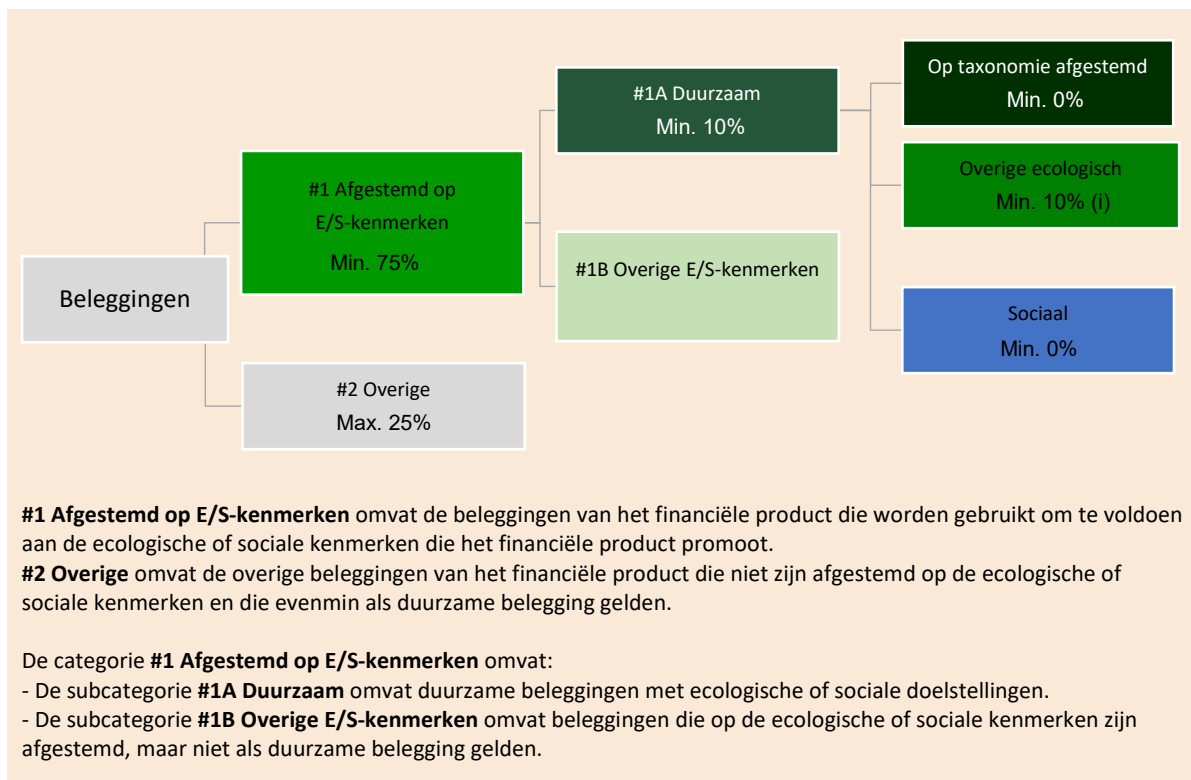 Op taxonomie afgestemd
Min. 0%
#1A Duurzaam
Min. 10%
Overige ecologisch
Min. 10% (i)
#1 Afgestemd op
E/S-kenmerken
Min. 75%
#1B Overige E/S-kenmerken
Beleggingen
Sociaal
Min. 0%
#2 Overige
Max. 25%
#1 Afgestemd op E/S-kenmerken omvat de beleggingen van het financiële product die worden gebruikt om te voldoen
aan de ecologische of sociale kenmerken die het financiële product promoot.
#2 Overige omvat de overige beleggingen van het financiële product die niet zijn afgestemd op de ecologische of
sociale kenmerken en die evenmin als duurzame belegging gelden.
De categorie #1 Afgestemd op E/S-kenmerken omvat:
- De subcategorie #1A Duurzaam omvat duurzame beleggingen met ecologische of sociale doelstellingen.
- De subcategorie #1B Overige E/S-kenmerken omvat beleggingen die op de ecologische of sociale kenmerken zijn
afgestemd, maar niet als duurzame belegging gelden.